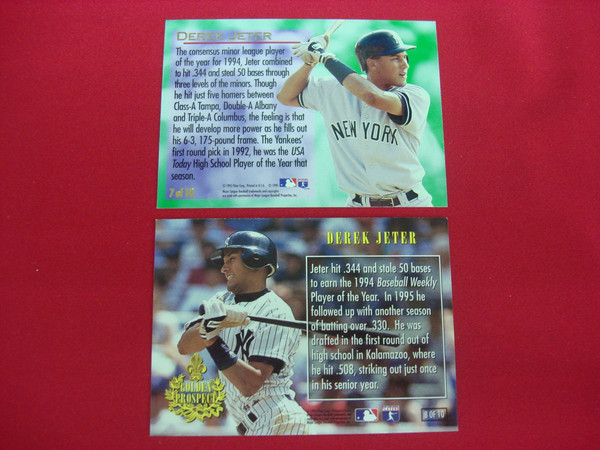 DEREK JETER
The consensus minor league player
of the year for 1994, Jeter combined
to hit .344 and steal 50 bases through
three levels of the minors. Though
he hit just five homers between
Class-A Tampa, Double-A Albany
and Triple-A Columbus, the feeling is that
he will develop more power as he fills out
his 6-3, 175-pound frame. The Yankees'
first round pick in 1992, he was the USA
Today High School Player of the Year that
season.
7 of 10
NEW YORK
DEREK JETER
Jeter hit .344 and stole 50 bases
to earn the 1994 Baseball Weekly
Player of the Year. In 1995 he
followed up with another season
of batting over .330. He was
drafted in the first round out of
high school in Kalamazoo, where
he hit .508, striking out just once
in his senior year.
GOLDEN
PROSPECT
8 OF 10